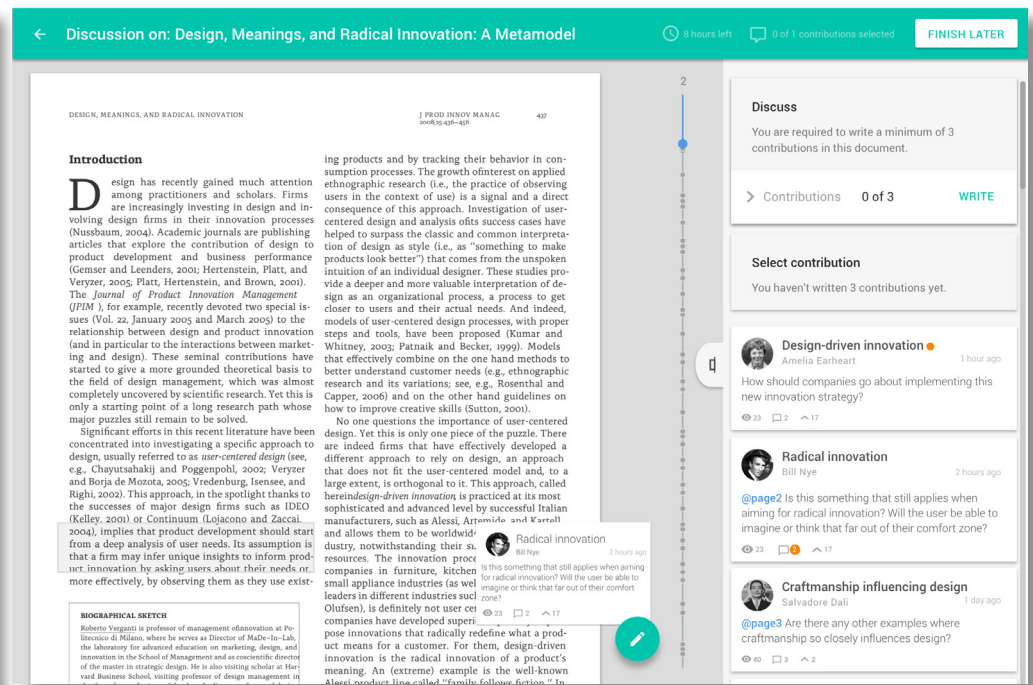 Discussion on: Design, Meanings, and Radical Innovation: A Metamodel
8 hours left
0 of 1 contributions selected
FINISH LATER
DESIGN, MEANINGS, AND RADICAL INNOVATION
J PROD INNOV MANAG
2008;25:436–456
437
Introduction
Design has recently gained much attention
among practitioners and scholars. Firms
are increasingly investing in design and in-
volving design firms in their innovation processes
(Nussbaum, 2004). Academic journals are publishing
articles that explore the contribution of design to
product development and business performance
(Gemser and Leenders, 2001; Hertenstein, Platt, and
Veryzer, 2005; Platt, Hertenstein, and Brown, 2001).
The Journal of Product Innovation Management
(JPIM ), for example, recently devoted two special is-
sues (Vol. 22, January 2005 and March 2005) to the
relationship between design and product innovation
(and in particular to the interactions between market-
ing and design). These seminal contributions have
started to give a more grounded theoretical basis to
the field of design management, which was almost
completely uncovered by scientific research. Yet this is
only a starting point of a long research path whose
major puzzles still remain to be solved.
Significant efforts in this recent literature have been
concentrated into investigating a specific approach to
design, usually referred to as user-centered design (see,
e.g., Chayutsahakij and Poggenpohl, 2002; Veryzer
and Borja de Mozota, 2005; Vredenburg, Isensee, and
Righi, 2002). This approach, in the spotlight thanks to
the successes of major design firms such as IDEO
(Kelley, 2001) or Continuum (Lojacono and Zaccai,
2004), implies that product development should start
from a deep analysis of user needs. Its assumption is
that a firm may infer unique insights to inform prod-
uct innovation by asking users about their needs or,
more effectively, by observing them as they use exist-
BIOGRAPHICAL SKETCH
Roberto Verganti is professor of management ofinnovation at Po-
litecnico di Milano, where he serves as Director of MaDe–In–Lab,
the laboratory for advanced education on marketing, design, and
innovation in the School of Management and as coscientific director
of the master in strategic design. He is also visiting scholar at Har-
vard Business School, visiting professor of design management in
ing products and by tracking their behavior in con-
sumption processes. The growth ofinterest on applied
ethnographic research (i.e., the practice of observing
users in the context of use) is a signal and a direct
consequence of this approach. Investigation of user-
centered design and analysis ofits success cases have
helped to surpass the classic and common interpreta-
tion of design as style (i.e., as “something to make
products look better”) that comes from the unspoken
intuition of an individual designer. These studies pro-
vide a deeper and more valuable interpretation of de-
sign as an organizational process, a process to get
closer to users and their actual needs. And indeed,
models of user-centered design processes, with proper
steps and tools, have been proposed (Kumar and
Whitney, 2003; Patnaik and Becker, 1999). Models
that effectively combine on the one hand methods to
better understand customer needs (e.g., ethnographic
research and its variations; see, e.g., Rosenthal and
Capper, 2006) and on the other hand guidelines on
how to improve creative skills (Sutton, 2001).
No one questions the importance of user-centered
design. Yet this is only one piece of the puzzle. There
are indeed firms that have effectively developed a
different approach to rely on design, an approach
that does not fit the user-centered model and, to a
large extent, is orthogonal to it. This approach, called
hereindesign-driven innovation, is practiced at its most
sophisticated and advanced level by successful Italian
manufacturers, such as Alessi, Artemide, and Kartell
and allows them to be worldwide
dustry, notwithstanding their
resources. The innovation
companies in furniture, kitchen
small appliance industries (as
leaders in different industries
Olufsen), is definitely not user
companies have developed
pose innovations that radically redefine what a prod-
uct means for a customer. For them, design-driven
innovation is the radical innovation of a product’s
meaning. An (extreme) example is the well-known
Alessi product line called “family follows fiction.” In
Radical innovation
Bill Nye
2 hours ago
Is this something that still applies when aiming
for radical innovation? Will the user be able to
imagine or think that far out of their comfort
zone?
23 2 17
2
Discuss
You are required to write a minimum of 3
contributions in this document.
Contributions 0 of 3 WRITE
Select contribution
You haven’t written 3 contributions yet.
Design-driven innovation
Amelia Earheart
1 hour ago
How should companies go about implementing this
new innovation strategy?
23 2 17
Radical innovation
Bill Nye
2 hours ago
@page2 Is this something that still applies when
aiming for radical innovation? Will the user be able to
imagine or think that far out of their comfort zone?
23 2 17
Craftmanship influencing design
Salvadore Dali
1 day ago
@page3 Are there any other examples where
craftmanship so closely influences design?
40 3 2